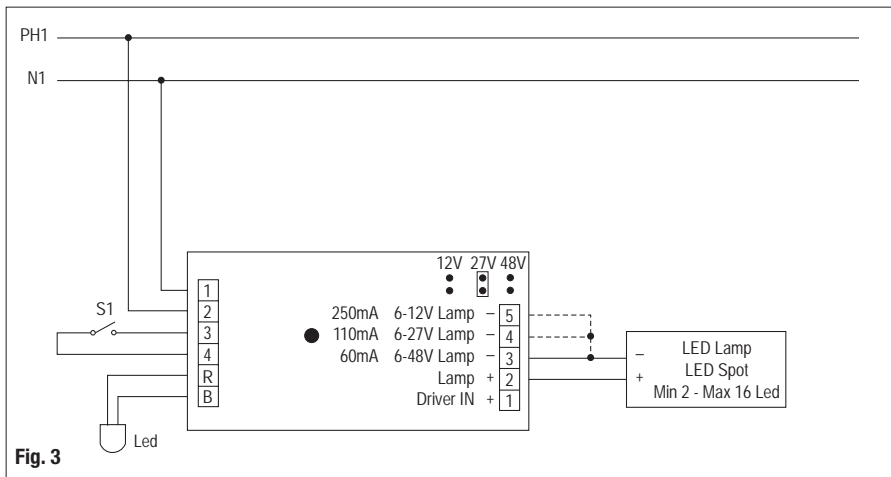 PH1
N1
12V 27V 48V
S1
1
2
3
4
R
B
250mA 6-12V Lamp – 5
110mA 6-27V Lamp – 4
60mA 6-48V Lamp – 3
Lamp + 2
Driver IN + 1
– LED Lamp
LED Spot
+
Min 2 - Max 16 Led
Led
Fig. 3